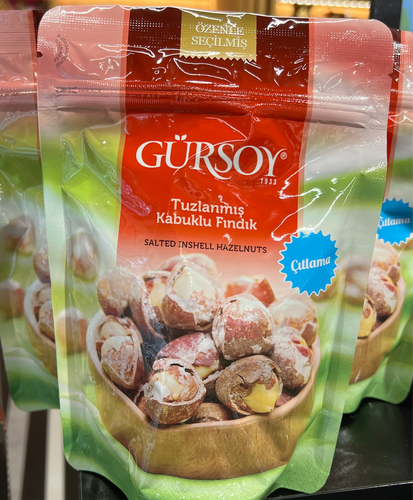 ÖZENLE
SEÇİLMİŞ
GÜRSOY®
1933
Tuzlanmış
Kabuklu Fındık
SALTED INSHELL HAZELNUTS
Çıtlama
Çıtlama